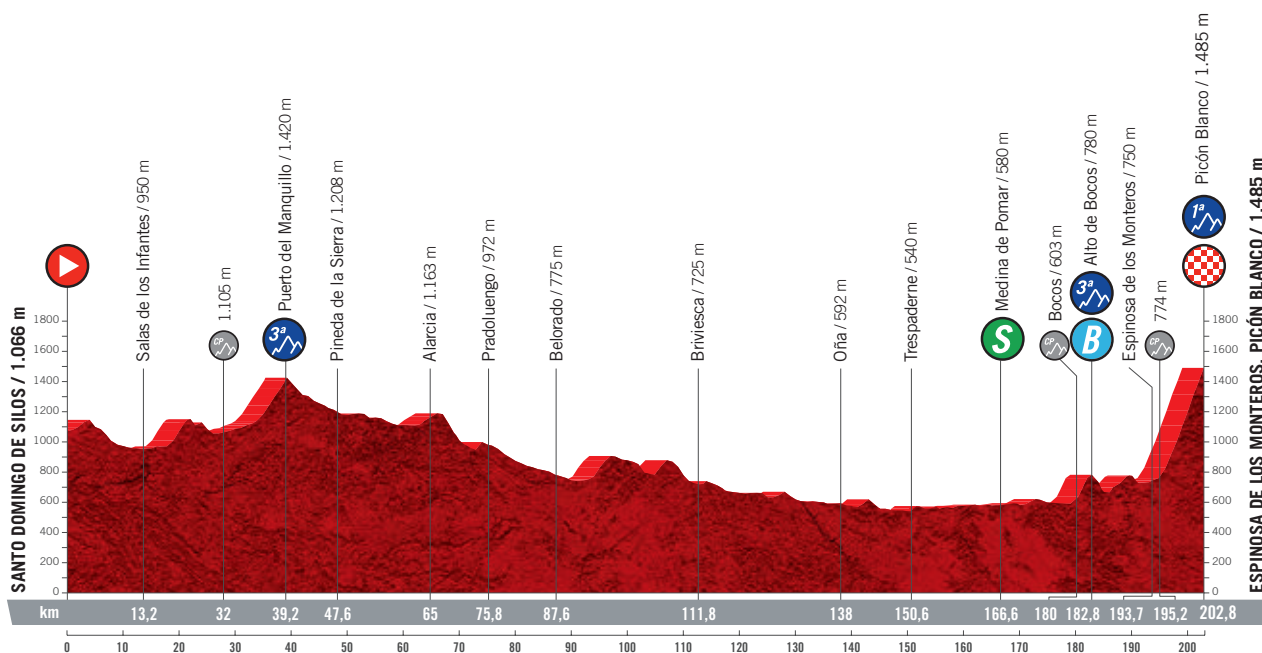 SANTO DOMINGO DE SILOS / 1.066 m
Salas de los Infantes / 950 m
CP
1.105 m
3ª
Puerto del Manquillo / 1.420 m
Pineda de la Sierra / 1.208 m
Alarcia / 1.163 m
Pradoluengo / 972 m
Belorado / 775 m
Briviesca / 725 m
Oña / 592 m
Trespaderne / 540 m
S
Medina de Pomar / 580 m
CP
Bocos / 603 m
3ª
B
Alto de Bocos / 780 m
Espinosa de los Monteros / 750 m
CP
774 m
1ª
Picón Blanco / 1.485 m
ESPINOSA DE LOS MONTEROS. PICÓN BLANCO / 1.485 m
1800
1600
1400
1200
1000
800
600
400
200
0
1800
1600
1400
1200
1000
800
600
400
200
0
km 13,2 32 39,2 47,6 65 75,8 87,6 111,8 138 150,6 166,6 180 182,8 193,7 195,2 202,8
0 10 20 30 40 50 60 70 80 90 100 110 120 130 140 150 160 170 180 190 200